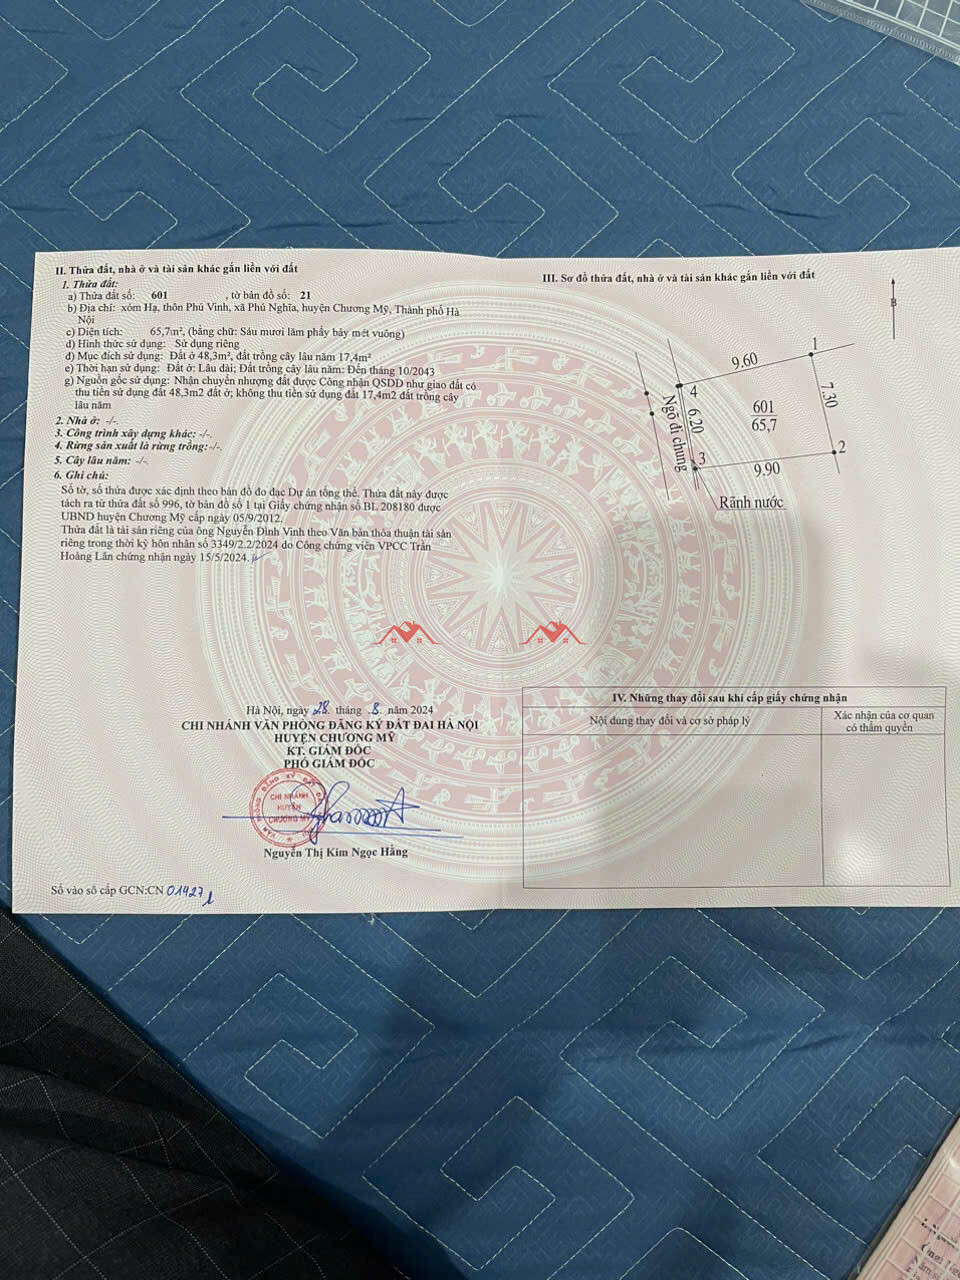 II. Thửa đất, nhà ở và tài sản khác gắn liền với đất
1. Thửa đất:
a) Thửa đất số: 601 , tờ bản đồ số: 21
b) Địa chỉ: xóm Hạ, thôn Phú Vinh, xã Phú Nghĩa, huyện Chương Mỹ, Thành phố Hà
Nội
c) Diện tích: 65,7m², (bằng chữ: Sáu mươi lăm phẩy bảy mét vuông)
d) Hình thức sử dụng: Sử dụng riêng
đ) Mục đích sử dụng: Đất ở 48,3m², đất trồng cây lâu năm 17,4m²
e) Thời hạn sử dụng: Đất ở: Lâu dài; Đất trồng cây lâu năm: Đến tháng 10/2043
g) Nguồn gốc sử dụng: Nhận chuyển nhượng đất được Công nhận QSDĐ như giao đất có
thu tiền sử dụng đất 48,3m2 đất ở; không thu tiền sử dụng đất 17,4m2 đất trồng cây
lâu năm
2. Nhà ở: -/-.
3. Công trình xây dựng khác: -/-.
4. Rừng sản xuất là rừng trồng: -/-.
5. Cây lâu năm: -/-.
6. Ghi chú:
Số tờ, số thửa được xác định theo bản đồ đo đạc Dự án tổng thể. Thửa đất này được
tách ra từ thửa đất số 996, tờ bản đồ số 1 tại Giấy chứng nhận số BL 208180 được
UBND huyện Chương Mỹ cấp ngày 05/9/2012.
Thửa đất là tài sản riêng của ông Nguyễn Đình Vinh theo Văn bản thỏa thuận tài sản
riêng trong thời kỳ hôn nhân số 3349/2.2/2024 do Công chứng viên VPCC Trần
Hoàng Lân chứng nhận ngày 15/5/2024.
Hà Nội, ngày 28 tháng 8 năm 2024
CHI NHÁNH VĂN PHÒNG ĐĂNG KÝ ĐẤT ĐAI HÀ NỘI
HUYỆN CHƯƠNG MỸ
KT. GIÁM ĐỐC
PHÓ GIÁM ĐỐC
CHI NHÁNH
HUYỆN
CHƯƠNG MỸ
Nguyễn Thị Kim Ngọc Hằng
Số vào sổ cấp GCN:CN 01427
III. Sơ đồ thửa đất, nhà ở và tài sản khác gắn liền với đất
B
1
9.60
7.30
4
6.20
601
65,7
Ngõ đi chung
3
9.90
2
Rãnh nước
IV. Những thay đổi sau khi cấp giấy chứng nhận
Nội dung thay đổi và cơ sở pháp lý
Xác nhận của cơ quan
có thẩm quyền